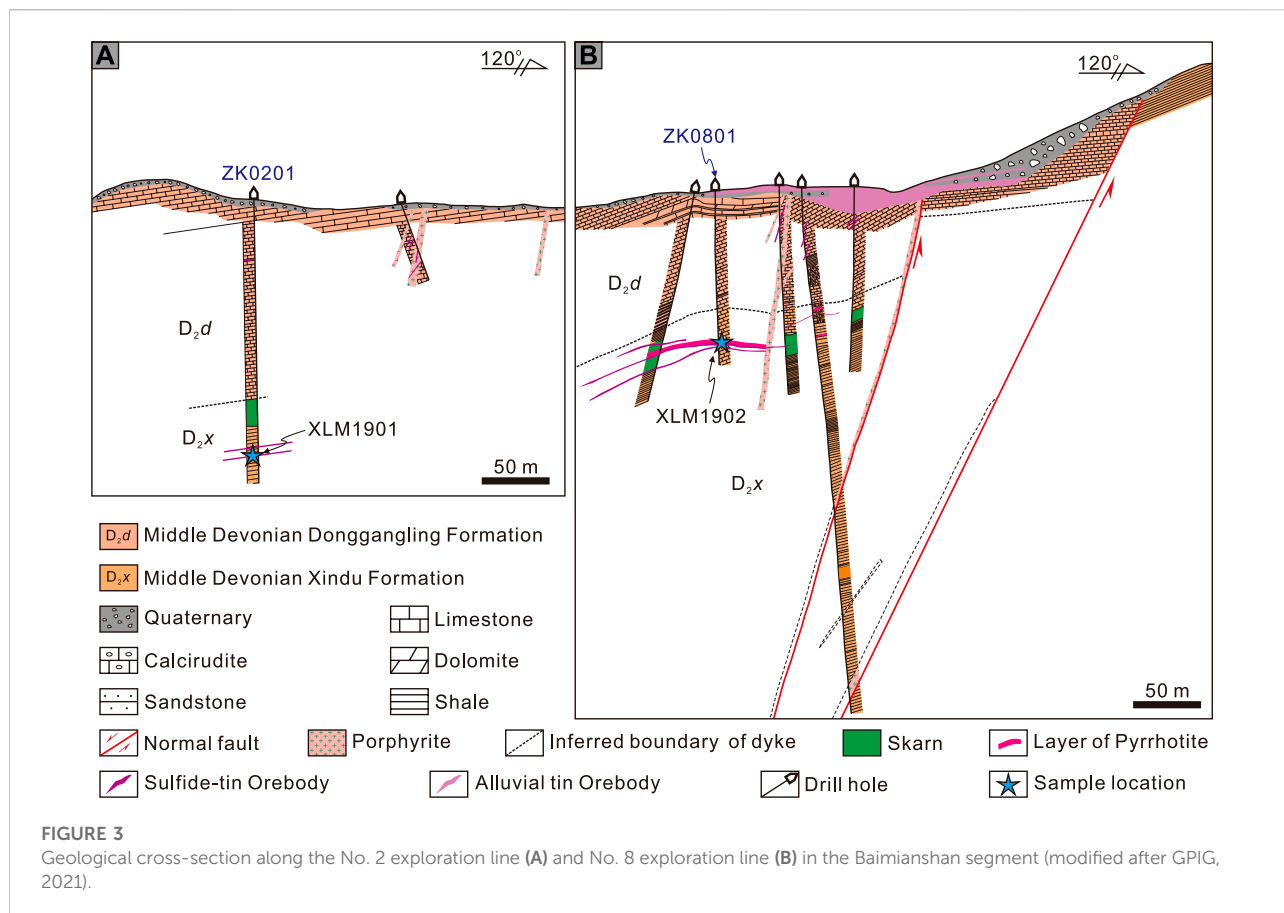 A
120°
ZK0201
D₂d
D₂x
XLM1901
50 m
B
120°
ZK0801
D₂d
XLM1902
D₂x
50 m
D₂d Middle Devonian Donggangling Formation
D₂x Middle Devonian Xindu Formation
Quaternary Limestone
Calcirudite Dolomite
Sandstone Shale
Normal fault Porphyrite Inferred boundary of dyke Skarn Layer of Pyrrhotite
Sulfide-tin Orebody Alluvial tin Orebody Drill hole Sample location
FIGURE 3
Geological cross-section along the No. 2 exploration line (A) and No. 8 exploration line (B) in the Baimianshan segment (modified after GPIG,
2021).